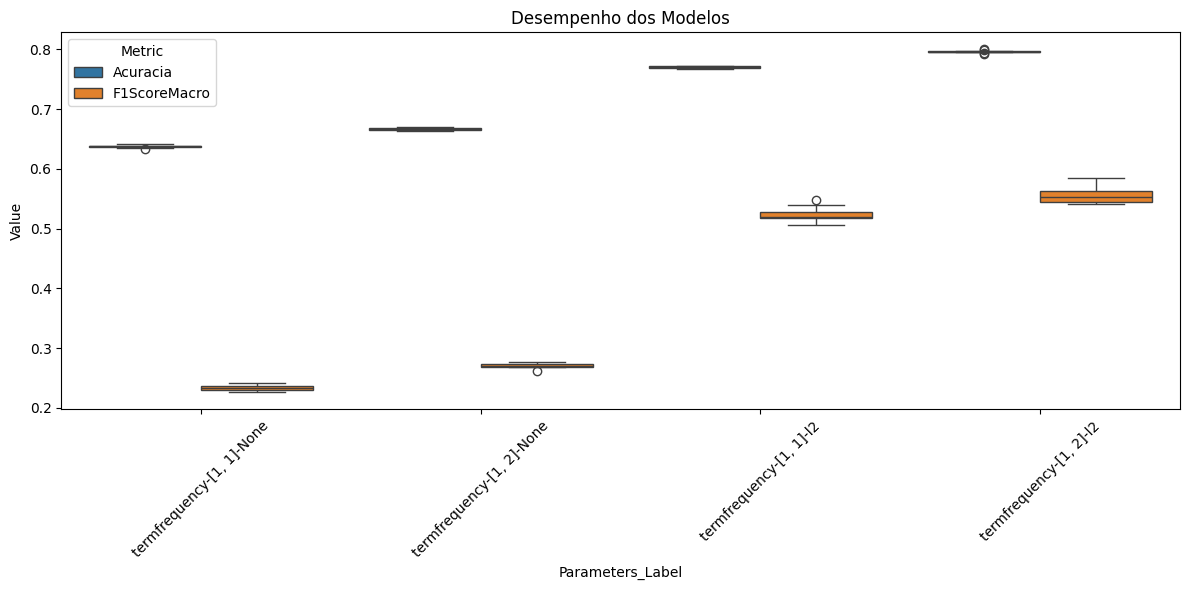 Desempenho dos Modelos
Metric
Acuracia
F1ScoreMacro
Value
0.8
0.7
0.6
0.5
0.4
0.3
0.2
termfrequency-[1, 1]-None
termfrequency-[1, 2]-None
termfrequency-[1, 1]-l2
termfrequency-[1, 2]-l2
Parameters_Label